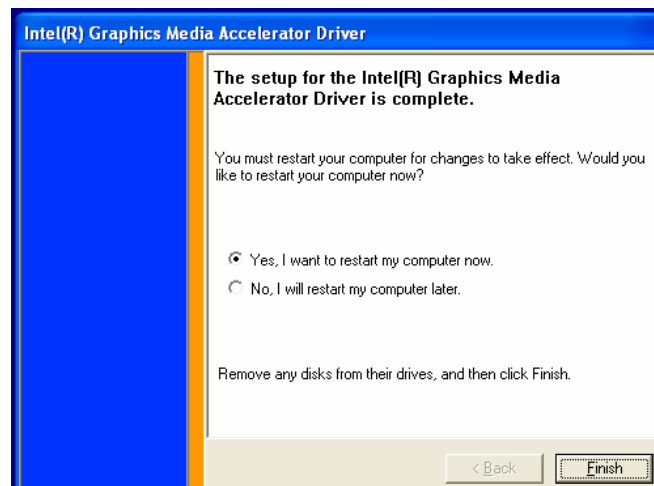 Intel(R) Graphics Media Accelerator Driver
The setup for the Intel(R) Graphics Media
Accelerator Driver is complete.
You must restart your computer for changes to take effect. Would you
like to restart your computer now?
Yes, I want to restart my computer now.
No, I will restart my computer later.
Remove any disks from their drives, and then click Finish.
< Back
Finish